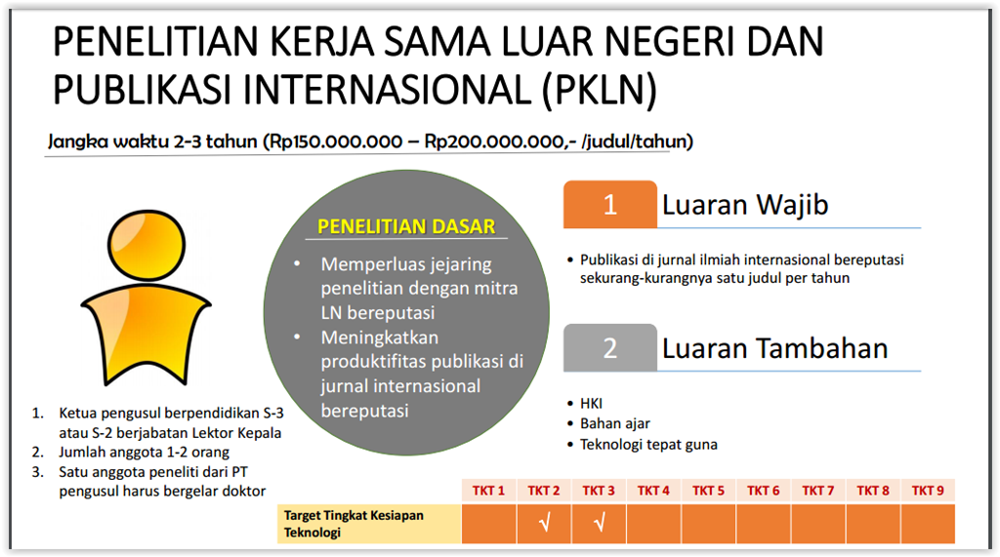 PENELITIAN KERJA SAMA LUAR NEGERI DAN
PUBLIKASI INTERNASIONAL (PKLN)
Jangka waktu 2-3 tahun (Rp150.000.000 – Rp200.000.000,- /judul/tahun)
PENELITIAN DASAR
• Memperluas jejaring
penelitian dengan mitra
LN bereputasi
• Meningkatkan
produktifitas publikasi di
jurnal internasional
bereputasi
1 Luaran Wajib
• Publikasi di jurnal ilmiah internasional bereputasi
sekurang-kurangnya satu judul per tahun
2 Luaran Tambahan
• HKI
• Bahan ajar
• Teknologi tepat guna
1. Ketua pengusul berpendidikan S-3
atau S-2 berjabatan Lektor Kepala
2. Jumlah anggota 1-2 orang
3. Satu anggota peneliti dari PT
pengusul harus bergelar doktor
TKT 1 TKT 2 TKT 3 TKT 4 TKT 5 TKT 6 TKT 7 TKT 8 TKT 9
Target Tingkat Kesiapan
Teknologi
√ √